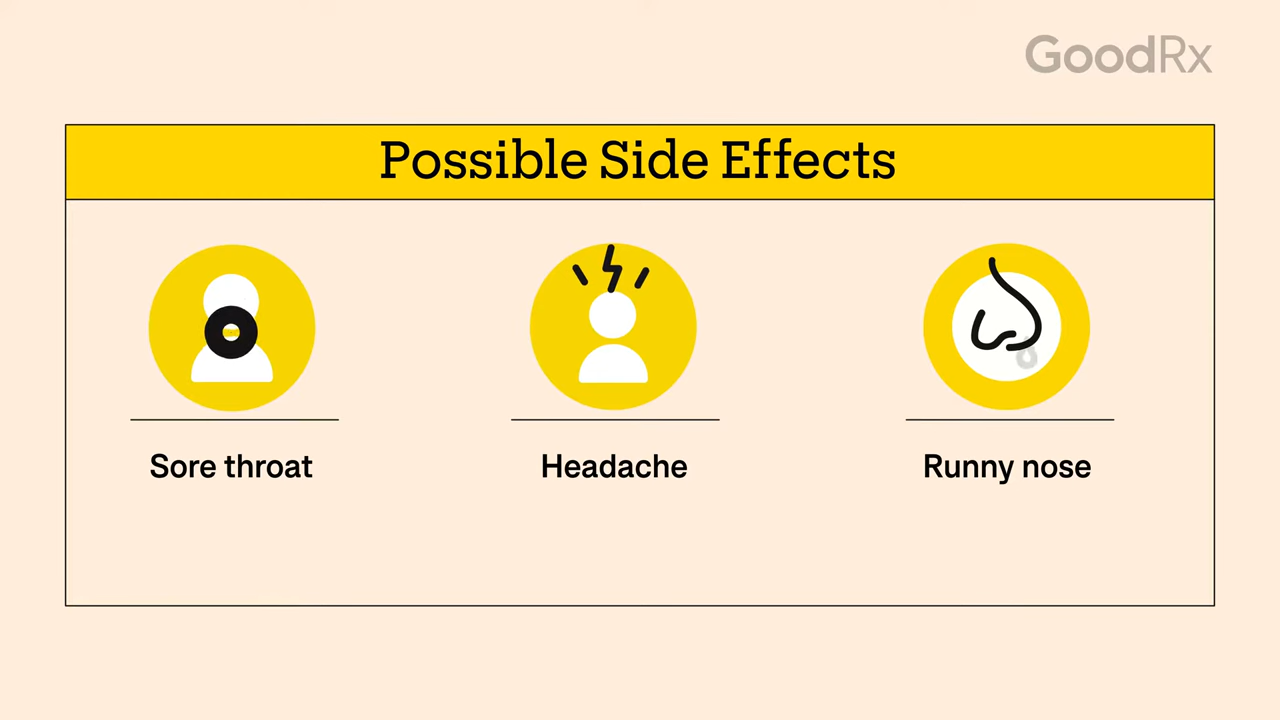 GoodRx
Possible Side Effects
Sore throat
Headache
Runny nose